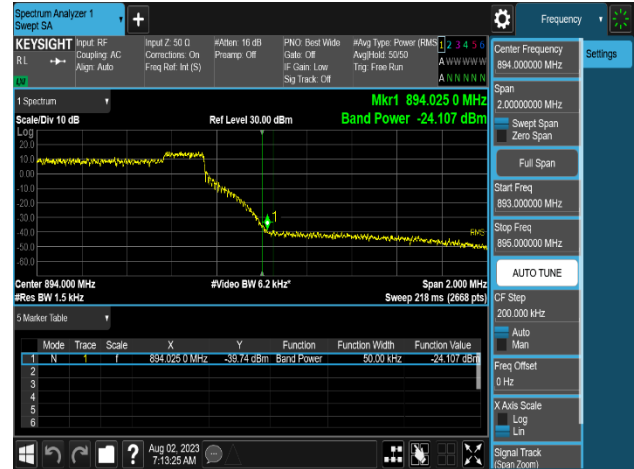 Spectrum Analyzer 1
Swept SA
+
Frequency
KEYSIGHT
RL
Input: RF
Coupling: AC
Align: Auto
Input Z: 50 Ω
Corrections: On
Freq Ref: Int (S)
#Atten: 16 dB
Preamp: Off
PNO: Best Wide
Gate: Off
IF Gain: Low
Sig Track: Off
#Avg Type: Power (RMS
Avg|Hold: 50/50
Trig: Free Run
1 2 3 4 5 6
A W W W W W
A N N N N N
1 Spectrum
Scale/Div 10 dB
Ref Level 30.00 dBm
Mkr1 894.025 0 MHz
Band Power -24.107 dBm
Log
20.0
10.0
0.00
-10.0
-20.0
-30.0
-40.0
-50.0
-60.0
1
RMS
Center 894.000 MHz
#Res BW 1.5 kHz
#Video BW 6.2 kHz*
Span 2.000 MHz
Sweep 218 ms (2668 pts)
5 Marker Table
Mode Trace Scale X Y Function Function Width Function Value
1 N 1 f 894.025 0 MHz -39.74 dBm Band Power 50.00 kHz -24.107 dBm
2
3
4
5
6
?
Aug 02, 2023
7:13:25 AM
Center Frequency
894.000000 MHz
Settings
Span
2.00000000 MHz
Swept Span
Zero Span
Full Span
Start Freq
893.000000 MHz
Stop Freq
895.000000 MHz
AUTO TUNE
CF Step
200.000 kHz
Auto
Man
Freq Offset
0 Hz
X Axis Scale
Log
Lin
Signal Track
(Span Zoom)